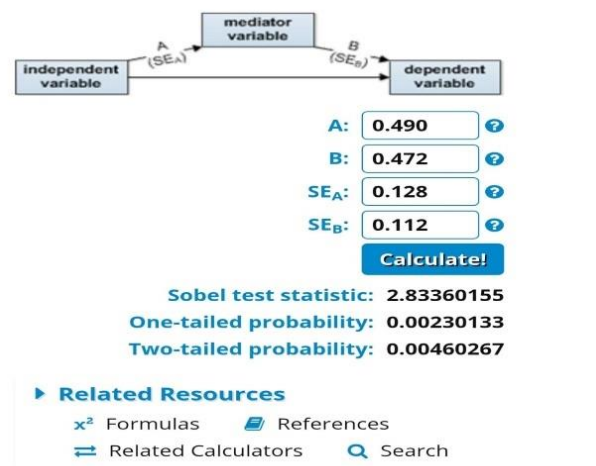 mediator
variable
A
(SEA)
B
(SEB)
independent
variable
dependent
variable
A: 0.490 ?
B: 0.472 ?
SEA: 0.128 ?
SEB: 0.112 ?
Calculate!
Sobel test statistic: 2.83360155
One-tailed probability: 0.00230133
Two-tailed probability: 0.00460267
Related Resources
x² Formulas References
Related Calculators Search